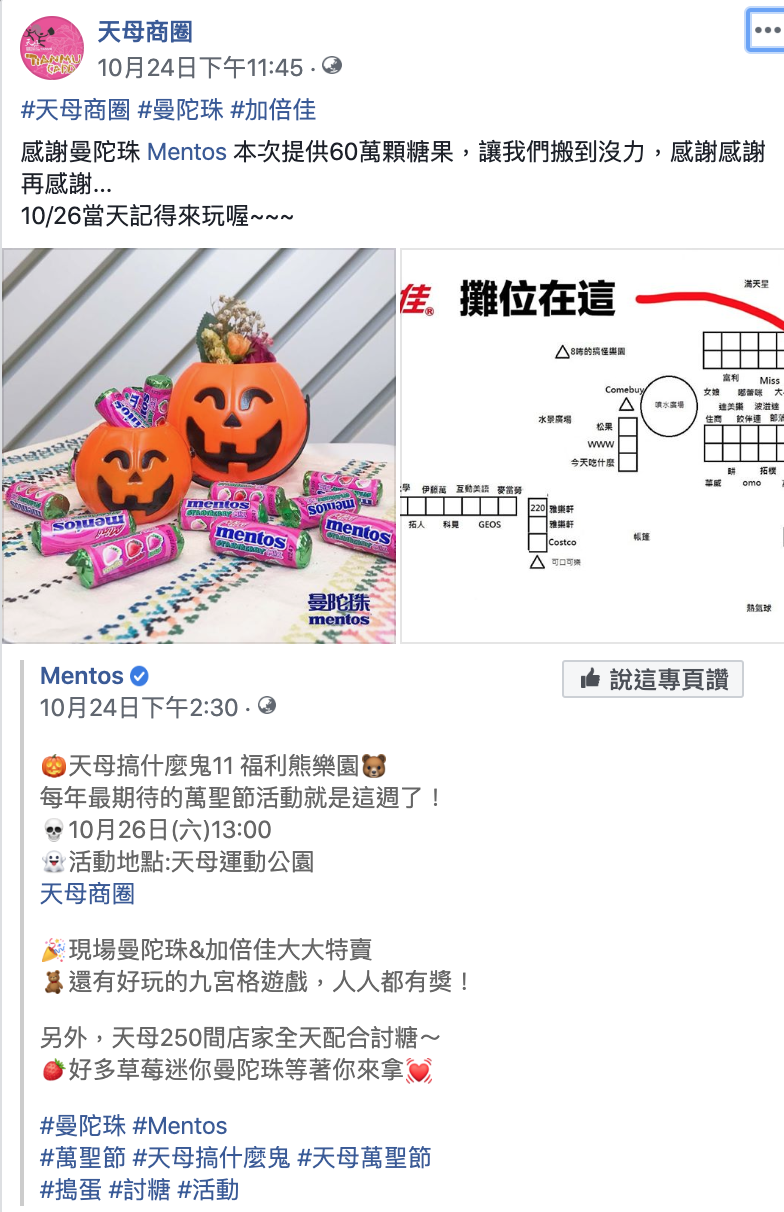 天母商圈
10月24日下午11:45 ·
#天母商圈 #曼陀珠 #加倍佳
感謝曼陀珠 Mentos 本次提供60萬顆糖果，讓我們搬到沒力，感謝感謝
再感謝...
10/26當天記得來玩喔~~~
mentos
mentos
mentos
mentos
mentos
曼陀珠
mentos
佳® 攤位在這
滿天星
△8時的搞怪樂園
富利 Miss
Comebuy
女娘
噴水廣場
水景廣場
達美樂 波滋達
松果
住商 飲伴達
WWW
今天吃什麼
拓樸
葉威 omo
伊藤萬 互動美語 麥當勞
220 雅樂軒
雅樂軒
拓人 科見 GEOS
Costco
帳篷
可口可樂
熱氣球
Mentos
說這專頁讚
10月24日下午2:30 ·
🎃天母搞什麼鬼11 福利熊樂園🐻
每年最期待的萬聖節活動就是這週了！
💀10月26日(六)13:00
👻活動地點:天母運動公園
天母商圈
🎉現場曼陀珠&加倍佳大大特賣
🧸還有好玩的九宮格遊戲，人人都有獎！
另外，天母250間店家全天配合討糖～
🍓好多草莓迷你曼陀珠等著你來拿💓
#曼陀珠 #Mentos
#萬聖節 #天母搞什麼鬼 #天母萬聖節
#搗蛋 #討糖 #活動